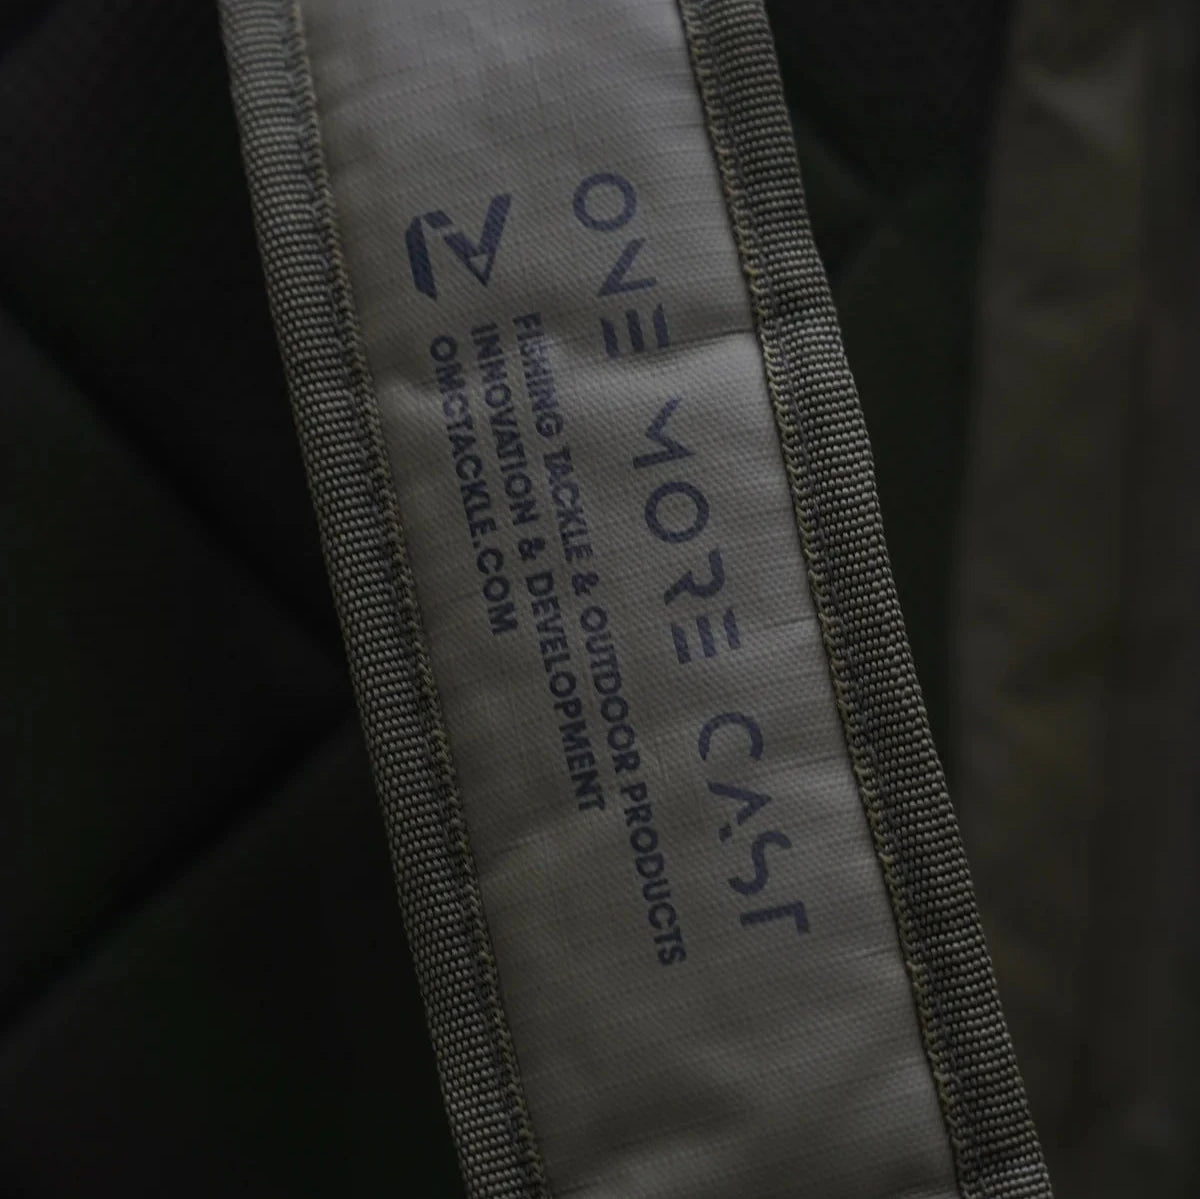 ONE MORE CAST
FISHING TACKLE & OUTDOOR PRODUCTS
INNOVATION & DEVELOPMENT
OMCTACKLE.COM